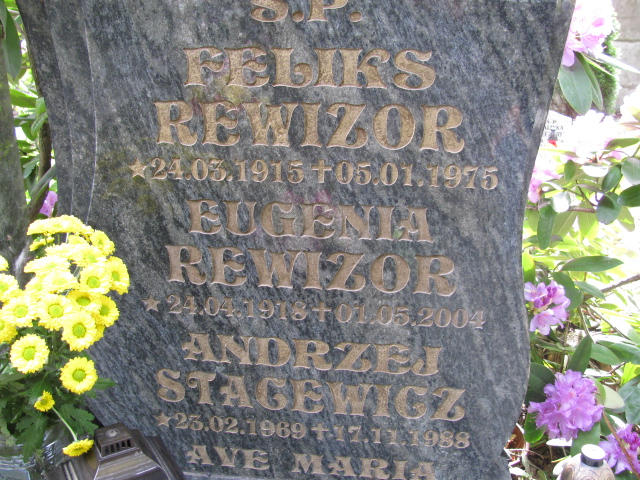 Ś.P.
FELIKS
REWIZOR
★24.03.1915 ✝ 05.01.1975
EUGENIA
REWIZOR
★ 24.04.1918 ✝ 01.05.2004
ANDRZEJ
STACEWICZ
★23.02.1969 ✝ 17.11.1988
AVE MARIA